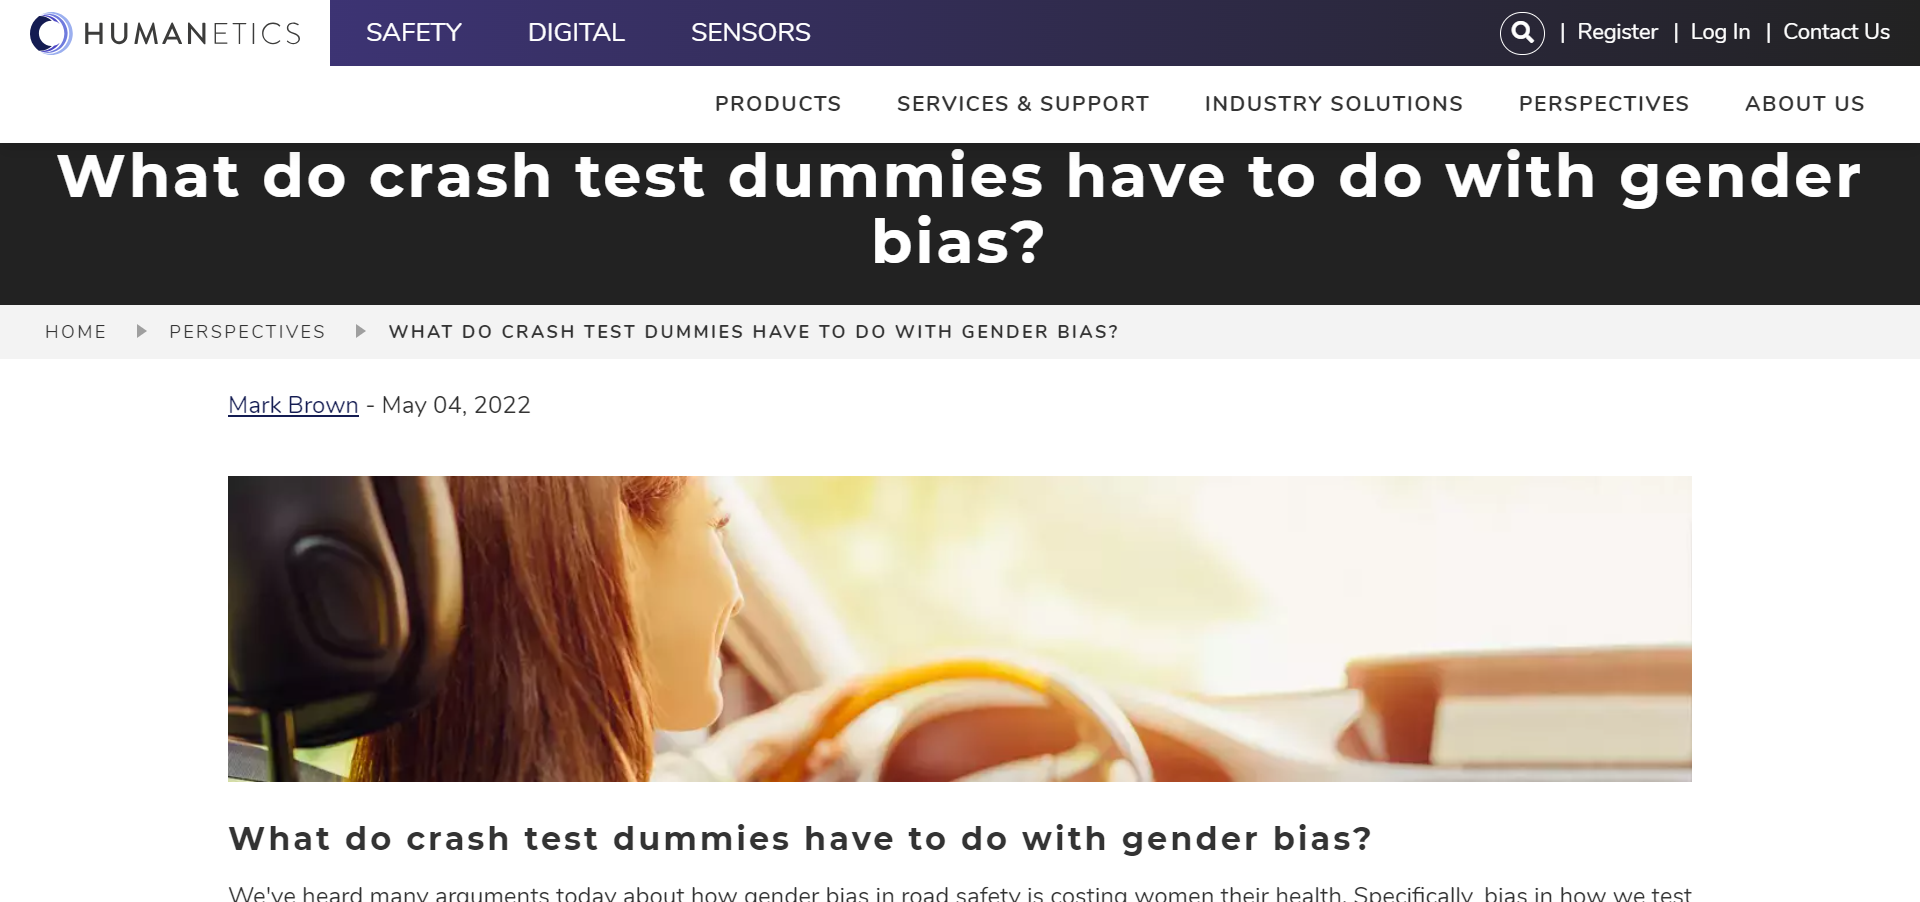 HUMANETICS
SAFETY DIGITAL SENSORS
| Register | Log In | Contact Us
PRODUCTS SERVICES & SUPPORT INDUSTRY SOLUTIONS PERSPECTIVES ABOUT US
What do crash test dummies have to do with gender
bias?
HOME PERSPECTIVES WHAT DO CRASH TEST DUMMIES HAVE TO DO WITH GENDER BIAS?
Mark Brown - May 04, 2022
What do crash test dummies have to do with gender bias?
We've heard many arguments today about how gender bias in road safety is costing women their health. Specifically, bias in how we test